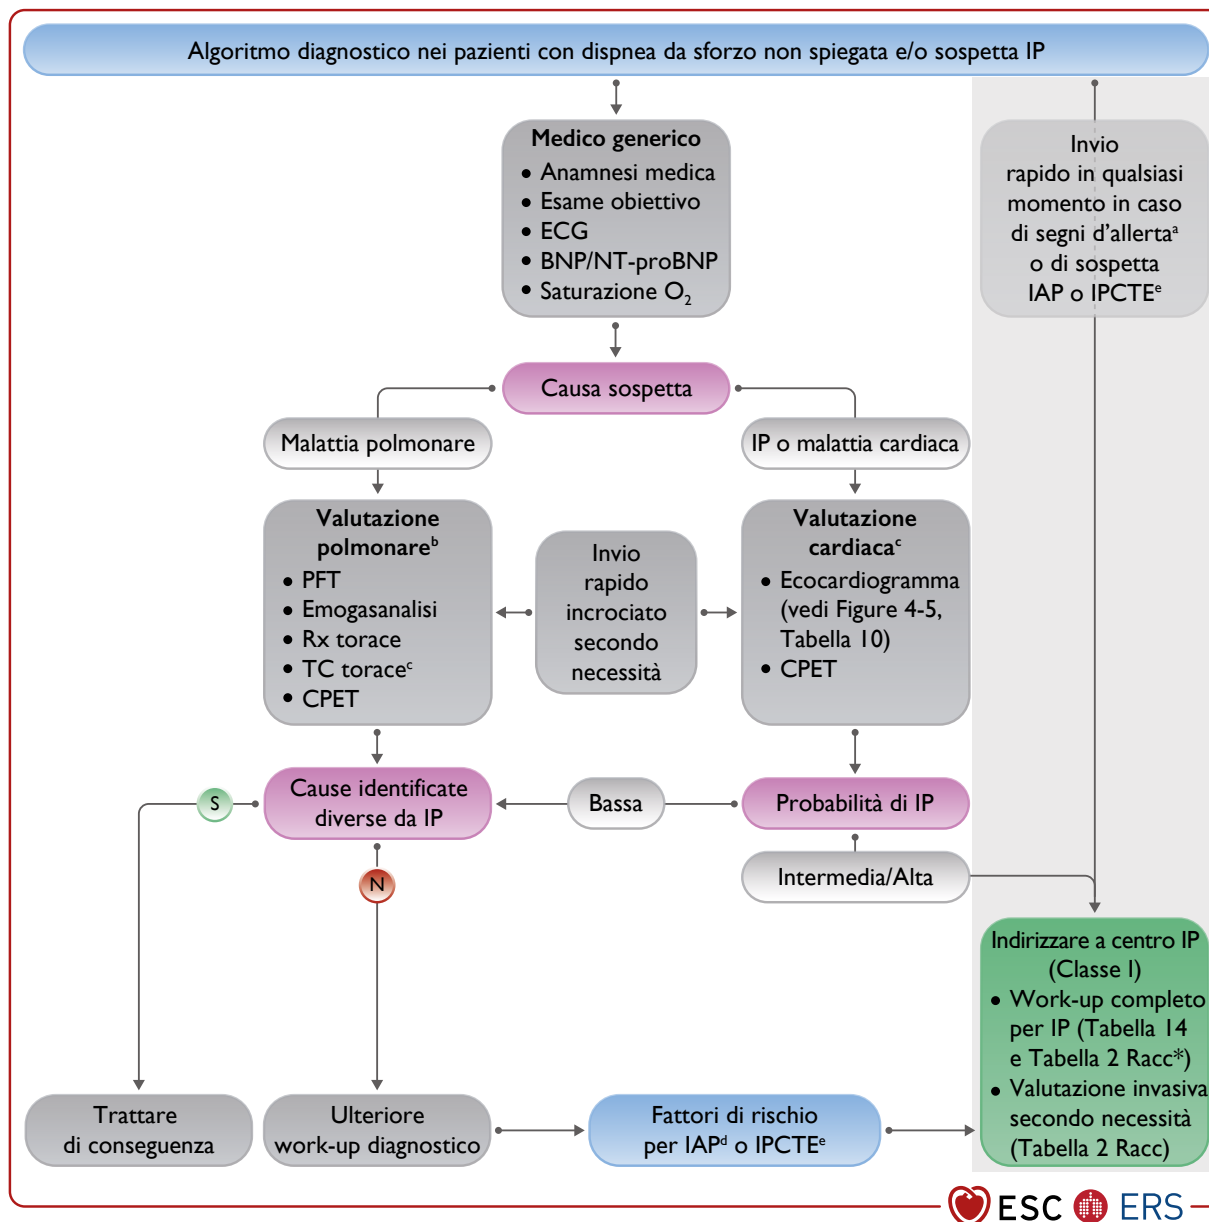 Algoritmo diagnostico nei pazienti con dispnea da sforzo non spiegata e/o sospetta IP
Medico generico
• Anamnesi medica
• Esame obiettivo
• ECG
• BNP/NT-proBNP
• Saturazione O₂
Invio
rapido in qualsiasi
momento in caso
di segni d'allertaᵃ
o di sospetta
IAP o IPCTEᵉ
Causa sospetta
Malattia polmonare
IP o malattia cardiaca
Valutazione
polmonareᵇ
• PFT
• Emogasanalisi
• Rx torace
• TC toraceᶜ
• CPET
Invio
rapido
incrociato
secondo
necessità
Valutazione
cardiacaᶜ
• Ecocardiogramma
(vedi Figure 4-5,
Tabella 10)
• CPET
S
Cause identificate
diverse da IP
Bassa
Probabilità di IP
N
Intermedia/Alta
Indirizzare a centro IP
(Classe I)
• Work-up completo
per IP (Tabella 14
e Tabella 2 Racc*)
• Valutazione invasiva
secondo necessità
(Tabella 2 Racc)
Trattare
di conseguenza
Ulteriore
work-up diagnostico
Fattori di rischio
per IAPᵈ o IPCTEᵉ
ESC ERS